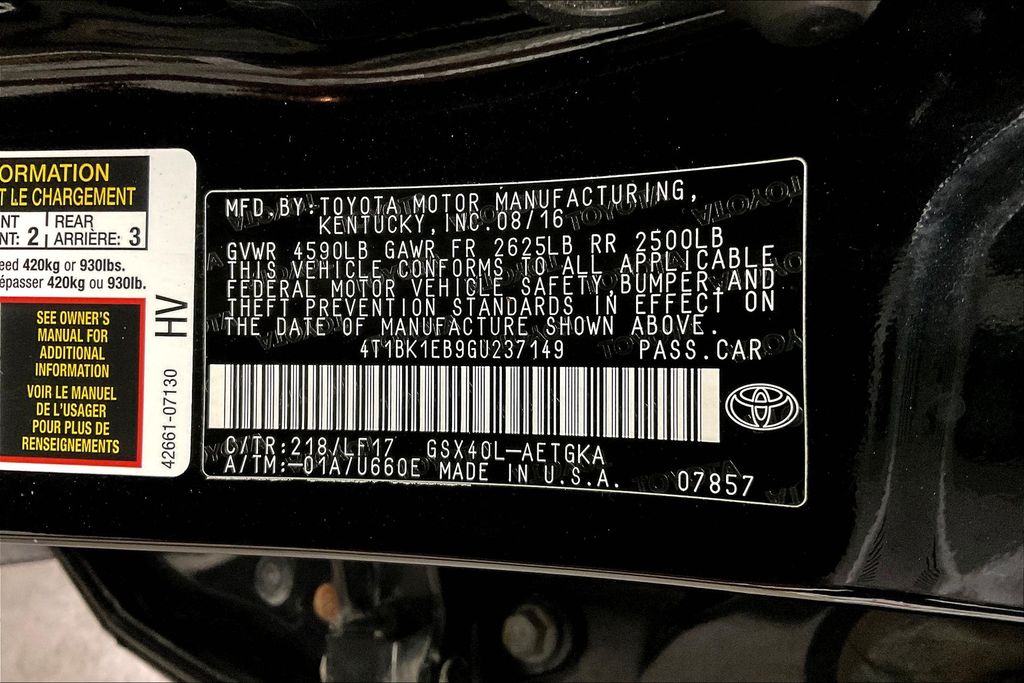 ORMATION
T LE CHARGEMENT
NT REAR
NT: 2 ARRIÈRE: 3
eed 420kg or 930lbs.
épasser 420kg ou 930lb.
SEE OWNER'S
MANUAL FOR
ADDITIONAL
INFORMATION
VOIR LE MANUEL
DE L'USAGER
POUR PLUS DE
RENSEIGNEMENTS
HV
42661-07130
MFD.BY:TOYOTA MOTOR MANUFACTURING,
KENTUCKY, INC.08/16
GVWR 4590LB GAWR FR 2625LB RR 2500LB
THIS VEHICLE CONFORMS TO ALL APPLICABLE
FEDERAL MOTOR VEHICLE SAFETY,BUMPER,AND
THEFT PREVENTION STANDARDS IN EFFECT ON
THE DATE OF MANUFACTURE SHOWN ABOVE.
4T1BK1EB9GU237149 PASS.CAR
C/TR:218/LF17 GSX40L-AETGKA
A/TM:-01A/U660E MADE IN U.S.A. 07857